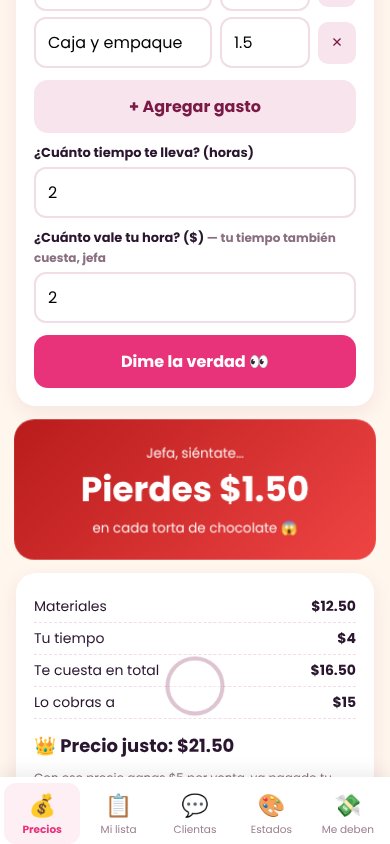 Caja y empaque
1.5
×
+ Agregar gasto
¿Cuánto tiempo te lleva? (horas)
2
¿Cuánto vale tu hora? ($) — tu tiempo también
cuesta, jefa
2
Dime la verdad 👀
Jefa, siéntate...
Pierdes $1.50
en cada torta de chocolate 😱
Materiales $12.50
Tu tiempo $4
Te cuesta en total $16.50
Lo cobras a $15
👑 Precio justo: $21.50
Precios
Mi lista
Clientas
Estados
Me deben